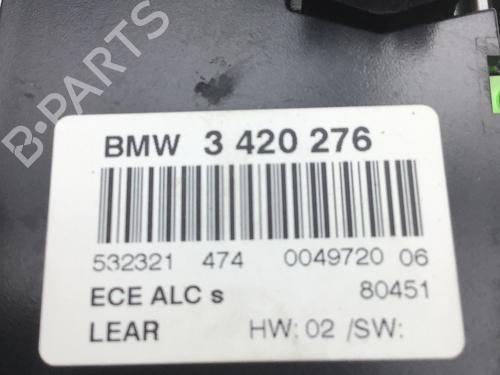 B-PARTS
BMW 3 420 276
532321 474 0049720 06
ECE ALC s 80451
LEAR HW: 02 /SW: